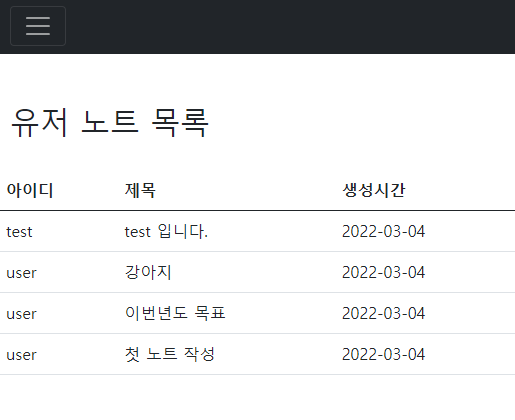 유저 노트 목록
아이디 제목 생성시간
test test 입니다. 2022-03-04
user 강아지 2022-03-04
user 이번년도 목표 2022-03-04
user 첫 노트 작성 2022-03-04